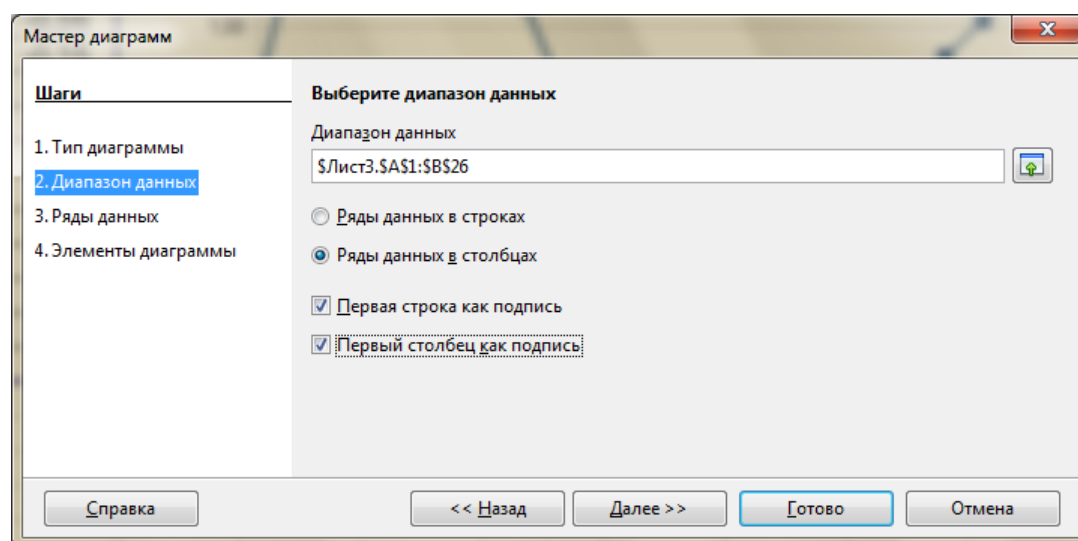 Мастер диаграмм
Шаги
1. Тип диаграммы
2. Диапазон данных
3. Ряды данных
4. Элементы диаграммы
Выберите диапазон данных
Диапазон данных
$Лист3.$A$1:$B$26
Ряды данных в строках
Ряды данных в столбцах
Первая строка как подпись
Первый столбец как подпись
Справка
<< Назад
Далее >>
Готово
Отмена